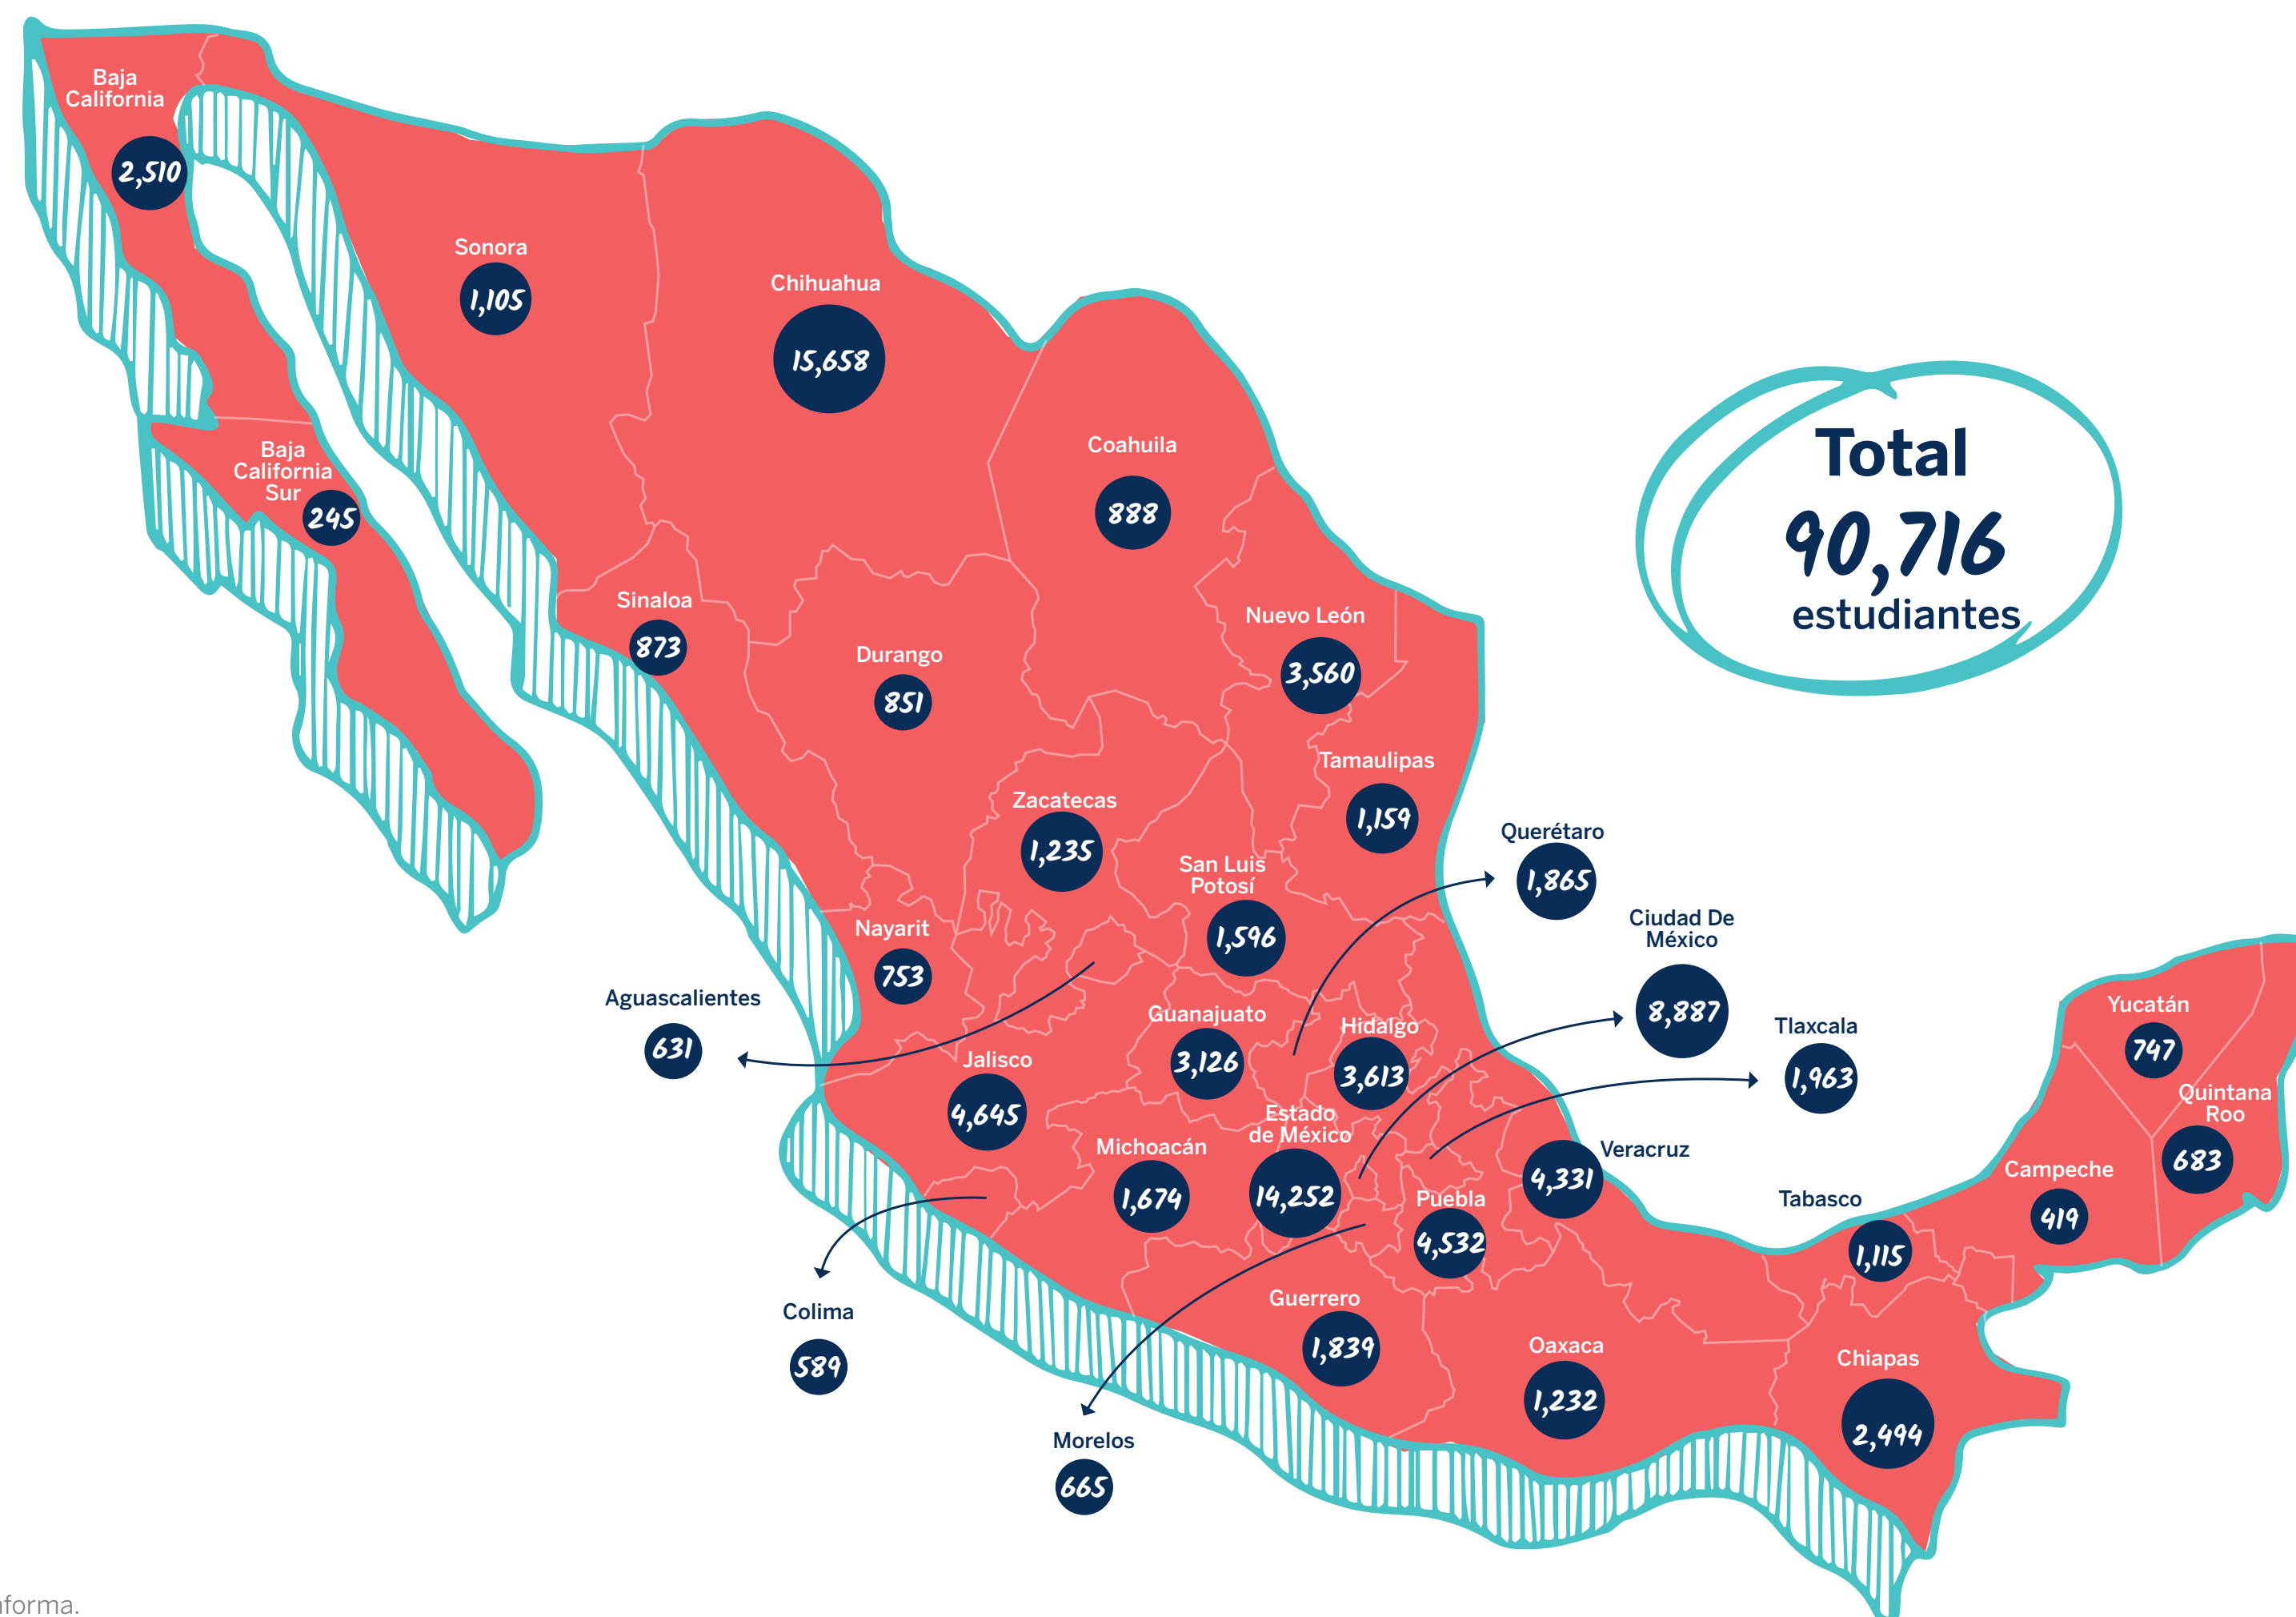 Baja
California
2,510
Sonora
1,105
Chihuahua
15,658
Coahuila
888
Baja
California
Sur
245
Total
90,716
estudiantes
Sinaloa
873
Durango
851
Nuevo León
3,560
Tamaulipas
1,159
Zacatecas
1,235
San Luis
Potosí
1,596
Querétaro
1,865
Ciudad De
México
8,887
Nayarit
753
Aguascalientes
631
Guanajuato
3,126
Hidalgo
3,613
Tlaxcala
1,963
Yucatán
747
Quintana
Roo
683
Jalisco
4,645
Michoacán
1,674
Estado
de México
14,252
Puebla
4,532
Veracruz
4,331
Tabasco
1,115
Campeche
419
Colima
589
Guerrero
1,839
Oaxaca
1,232
Chiapas
2,494
Morelos
665